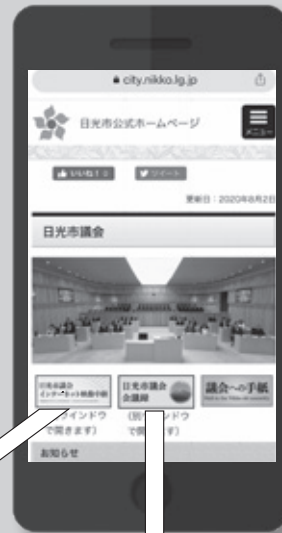 city.nikko.lg.jp
日光市公式ホームページ
メニュー
いいね!0
ツイート
更新日:2020年8月2日
日光市議会
日光市議会
インターネット映像中継
日光市議会
会議録
議会への手紙
インドウ
で開きます)
(別 ンドウ
で開 ます)
お知らせ